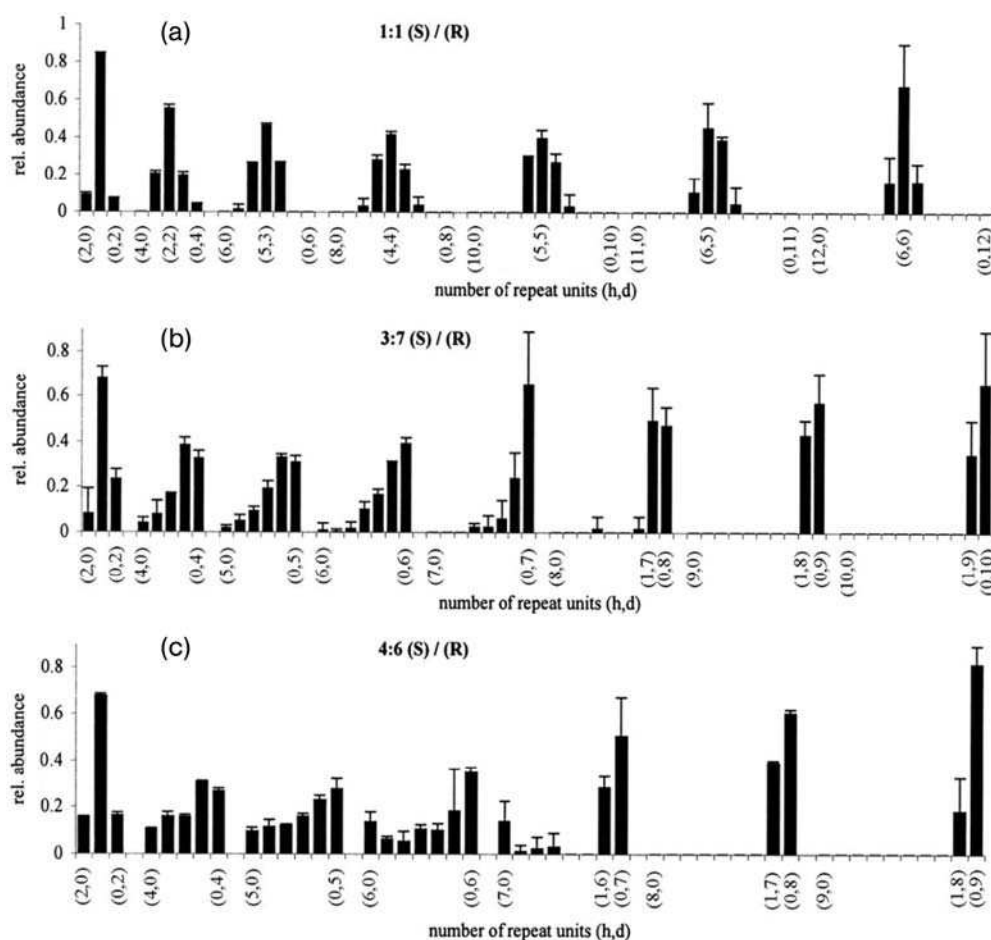 (a)
1:1 (S) / (R)
rel. abundance
1
0.8
0.6
0.4
0.2
0
(2,0) (0,2) (4,0) (2,2) (0,4) (6,0) (5,3) (0,6) (8,0) (4,4) (0,8) (10,0) (5,5) (0,10) (11,0) (6,5) (0,11) (12,0) (6,6) (0,12)
number of repeat units (h,d)
(b)
3:7 (S) / (R)
rel. abundance
0.8
0.6
0.4
0.2
0
(2,0) (0,2) (4,0) (0,4) (5,0) (0,5) (6,0) (0,6) (7,0) (0,7) (8,0) (1,7) (0,8) (9,0) (1,8) (0,9) (10,0) (1,9) (0,10)
number of repeat units (h,d)
(c)
4:6 (S) / (R)
rel. abundance
0.8
0.6
0.4
0.2
0
(2,0) (0,2) (4,0) (0,4) (5,0) (0,5) (6,0) (0,6) (7,0) (1,6) (0,7) (8,0) (1,7) (0,8) (9,0) (1,8) (0,9)
number of repeat units (h,d)